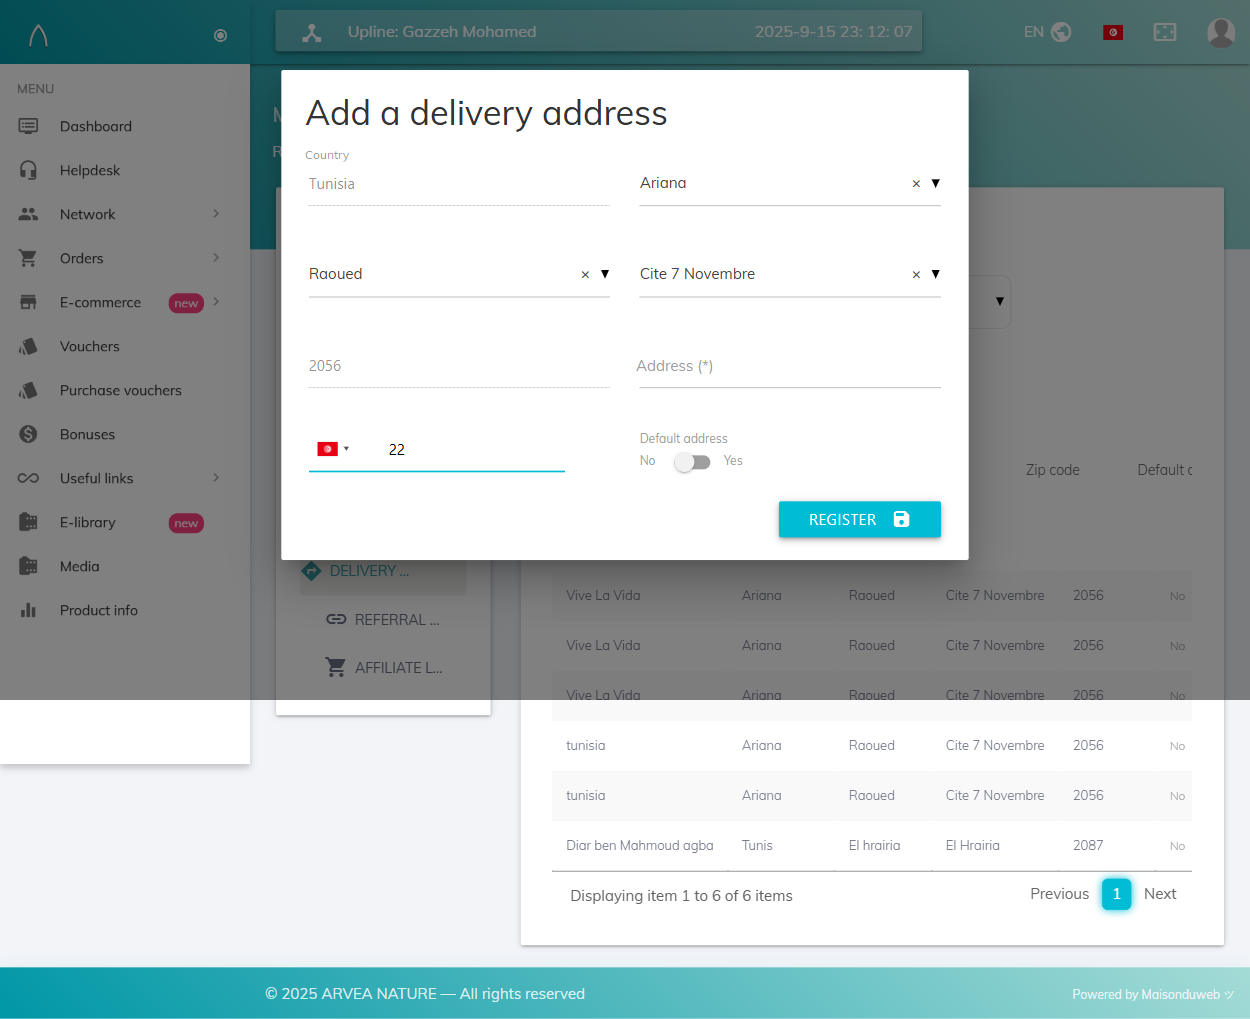 Upline: Gazzeh Mohamed
2025-9-15 23: 12: 07
EN
MENU
Dashboard
Helpdesk
Network
Orders
E-commerce new
Vouchers
Purchase vouchers
Bonuses
Useful links
E-library new
Media
Product info
Add a delivery address
Country
Tunisia
Ariana
Raoued
Cite 7 Novembre
2056
Address (*)
22
Default address
No Yes
REGISTER
DELIVERY ...
REFERRAL ...
AFFILIATE L...
Zip code
Vive La Vida Ariana Raoued Cite 7 Novembre 2056 No
Vive La Vida Ariana Raoued Cite 7 Novembre 2056 No
Vive La Vida Ariana Raoued Cite 7 Novembre 2056 No
tunisia Ariana Raoued Cite 7 Novembre 2056 No
tunisia Ariana Raoued Cite 7 Novembre 2056 No
Diar ben Mahmoud agba Tunis El hrairia El Hrairia 2087 No
Displaying item 1 to 6 of 6 items
Previous 1 Next
© 2025 ARVEA NATURE — All rights reserved
Powered by Maisonduweb ツ